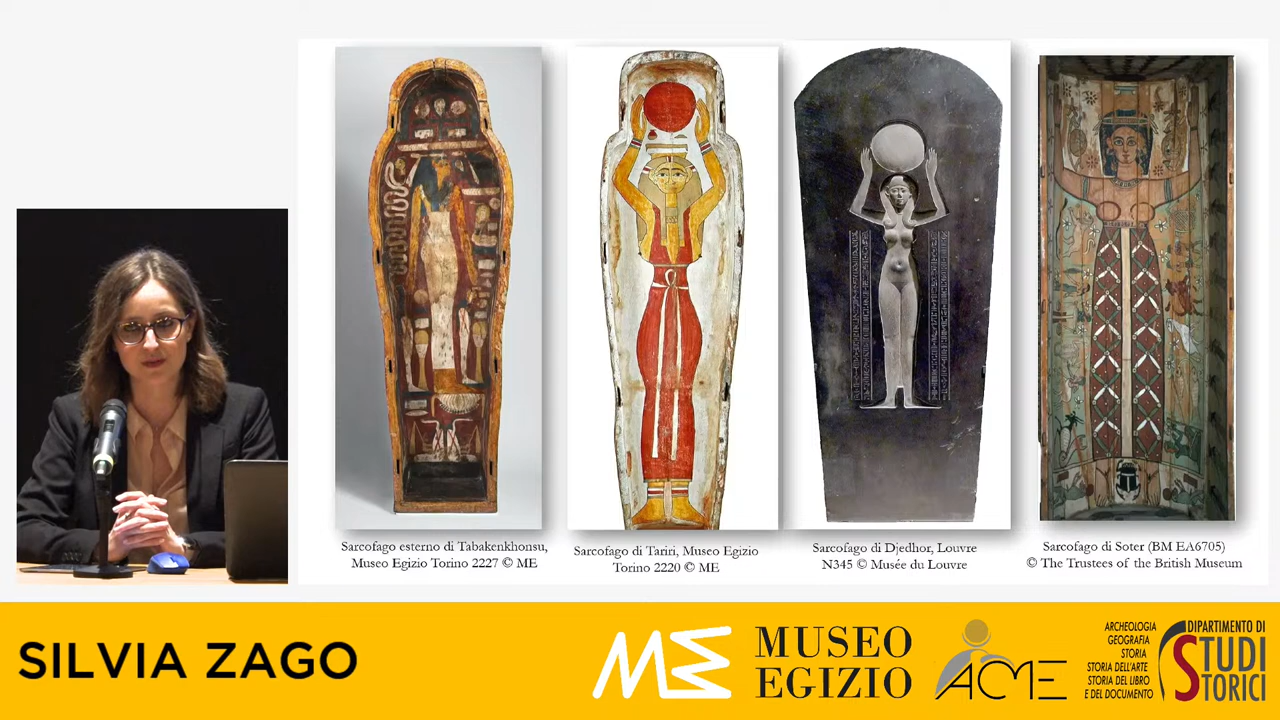 Sarcofago esterno di Tabakenkhonsu,
Museo Egizio Torino 2227 © ME
Sarcofago di Tariri, Museo Egizio
Torino 2220 © ME
Sarcofago di Djedhor, Louvre
N345 © Musée du Louvre
Sarcofago di Soter (BM EA6705)
© The Trustees of the British Museum
SILVIA ZAGO
ME
MUSEO
EGIZIO
ACME
ARCHEOLOGIA
GEOGRAFIA
STORIA
STORIA DELL'ARTE
STORIA DEL LIBRO
E DEL DOCUMENTO
DIPARTIMENTO DI
STUDI
STORICI